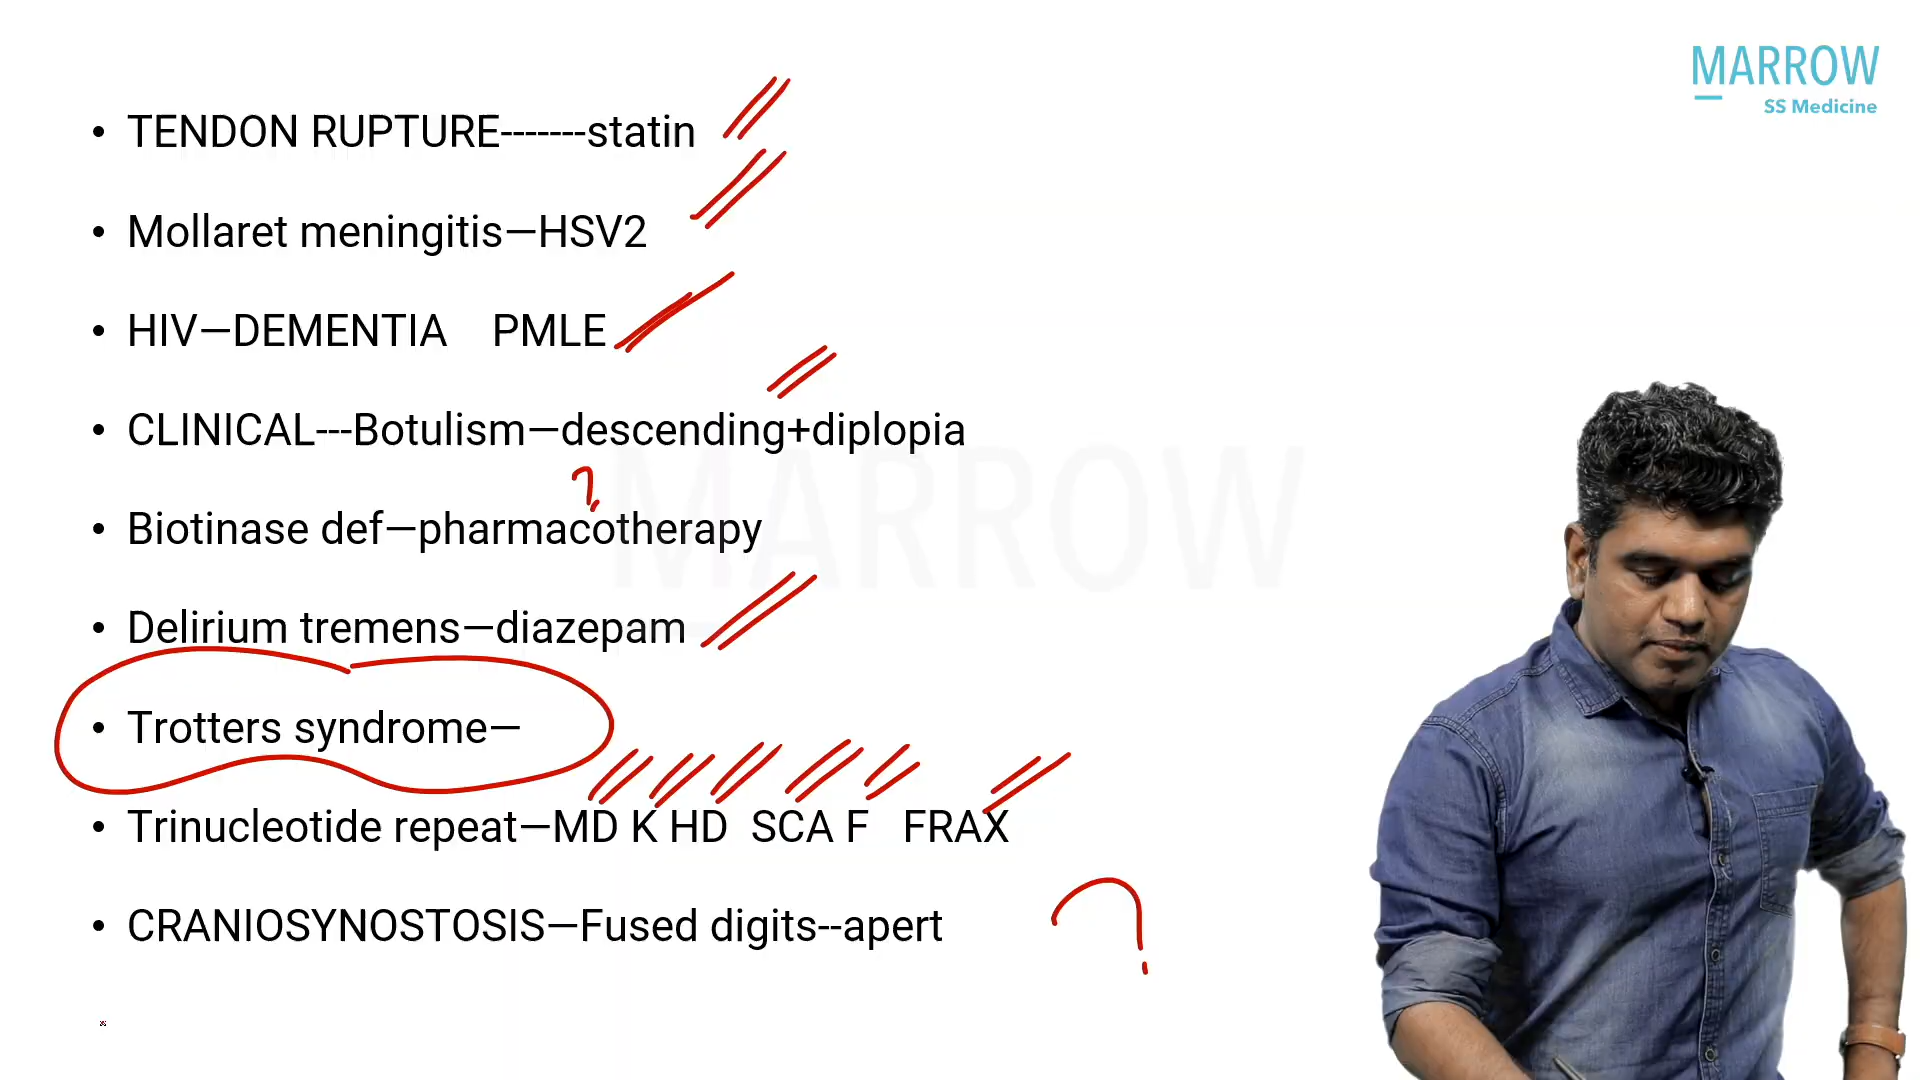 MARROW
SS Medicine
• TENDON RUPTURE-------statin
• Mollaret meningitis—HSV2
• HIV—DEMENTIA PMLE
• CLINICAL---Botulism—descending+diplopia
?
• Biotinase def—pharmacotherapy
• Delirium tremens—diazepam
• Trotters syndrome—
• Trinucleotide repeat—MD K HD SCA F FRAX
• CRANIOSYNOSTOSIS—Fused digits--apert
?
MARROW